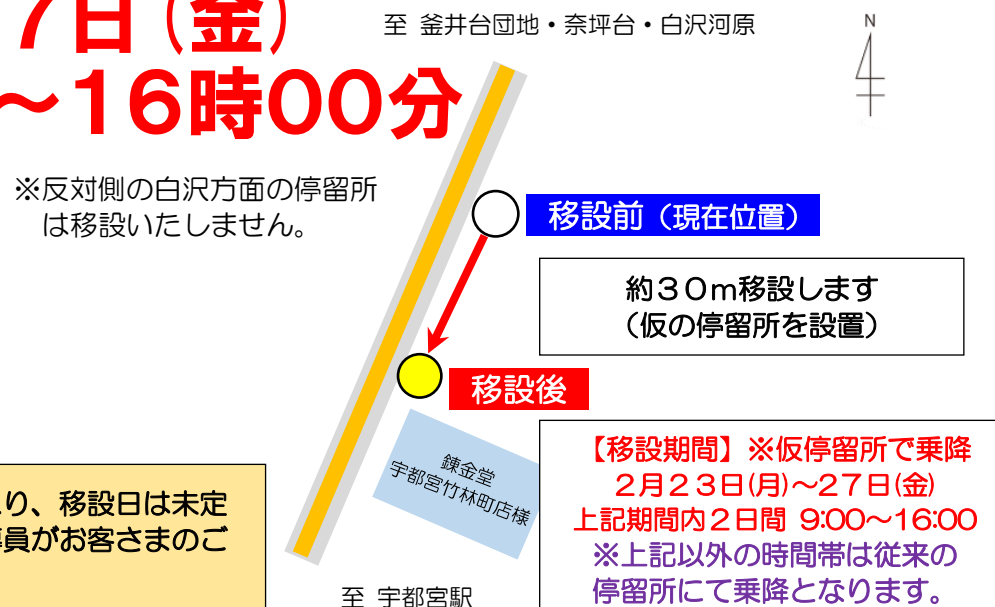 7日(金)
至 釜井台団地・奈坪台・白沢河原
N
～16時00分
※反対側の白沢方面の停留所
は移設いたしません。
移設前（現在位置）
約３０ｍ移設します
（仮の停留所を設置）
移設後
錬金堂
宇都宮竹林町店様
【移設期間】※仮停留所で乗降
２月２３日(月)～２７日(金)
上記期間内２日間 9:00～16:00
※上記以外の時間帯は従来の
停留所にて乗降となります。
り、移設日は未定
員がお客さまのご
至 宇都宮駅